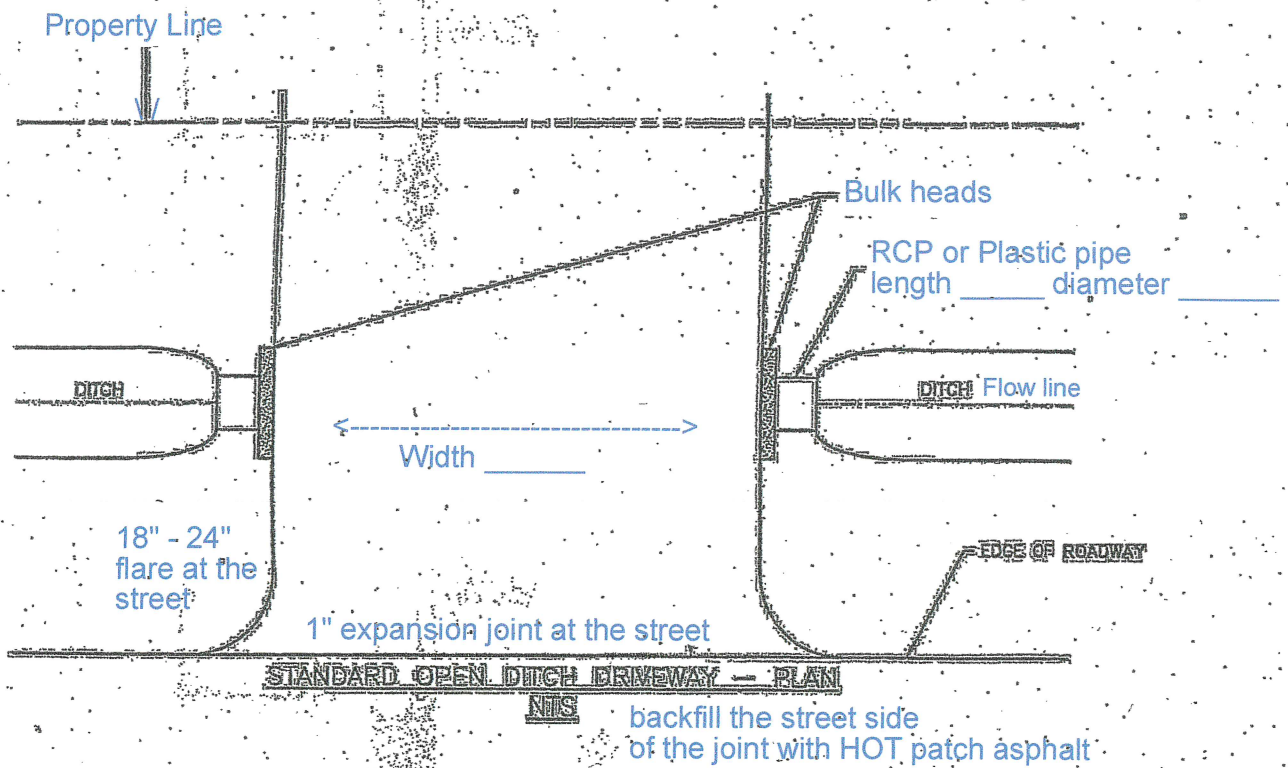 Property Line
Bulk heads
RCP or Plastic pipe
length _____ diameter ______
DITCH
DITCH Flow line
Width ______
18" - 24"
flare at the
street
EDGE OF ROADWAY
1" expansion joint at the street
STANDARD OPEN DITCH DRIVEWAY — PLAN
NTS
backfill the street side
of the joint with HOT patch asphalt